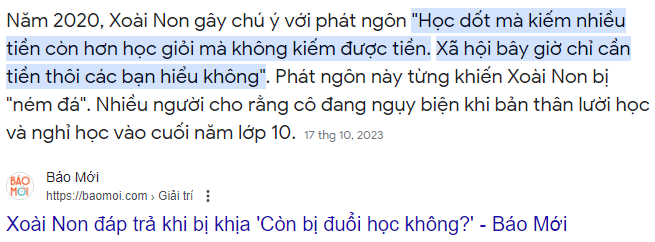 Năm 2020, Xoài Non gây chú ý với phát ngôn "Học dốt mà kiếm nhiều
tiền còn hơn học giỏi mà không kiếm được tiền. Xã hội bây giờ chỉ cần
tiền thôi các bạn hiểu không". Phát ngôn này từng khiến Xoài Non bị
"ném đá". Nhiều người cho rằng cô đang ngụy biện khi bản thân lười học
và nghỉ học vào cuối năm lớp 10. 17 thg 10, 2023
BÁO
MỚI
Báo Mới
https://baomoi.com › Giải trí
Xoài Non đáp trả khi bị khịa 'Còn bị đuổi học không?' - Báo Mới